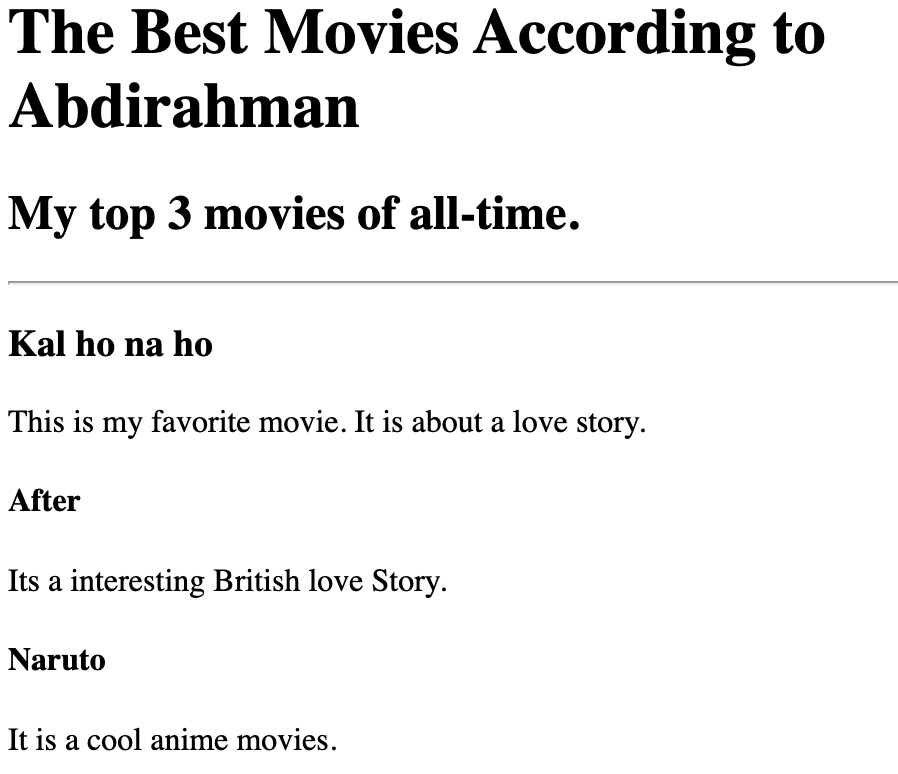 The Best Movies According to
Abdirahman
My top 3 movies of all-time.
Kal ho na ho
This is my favorite movie. It is about a love story.
After
Its a interesting British love Story.
Naruto
It is a cool anime movies.